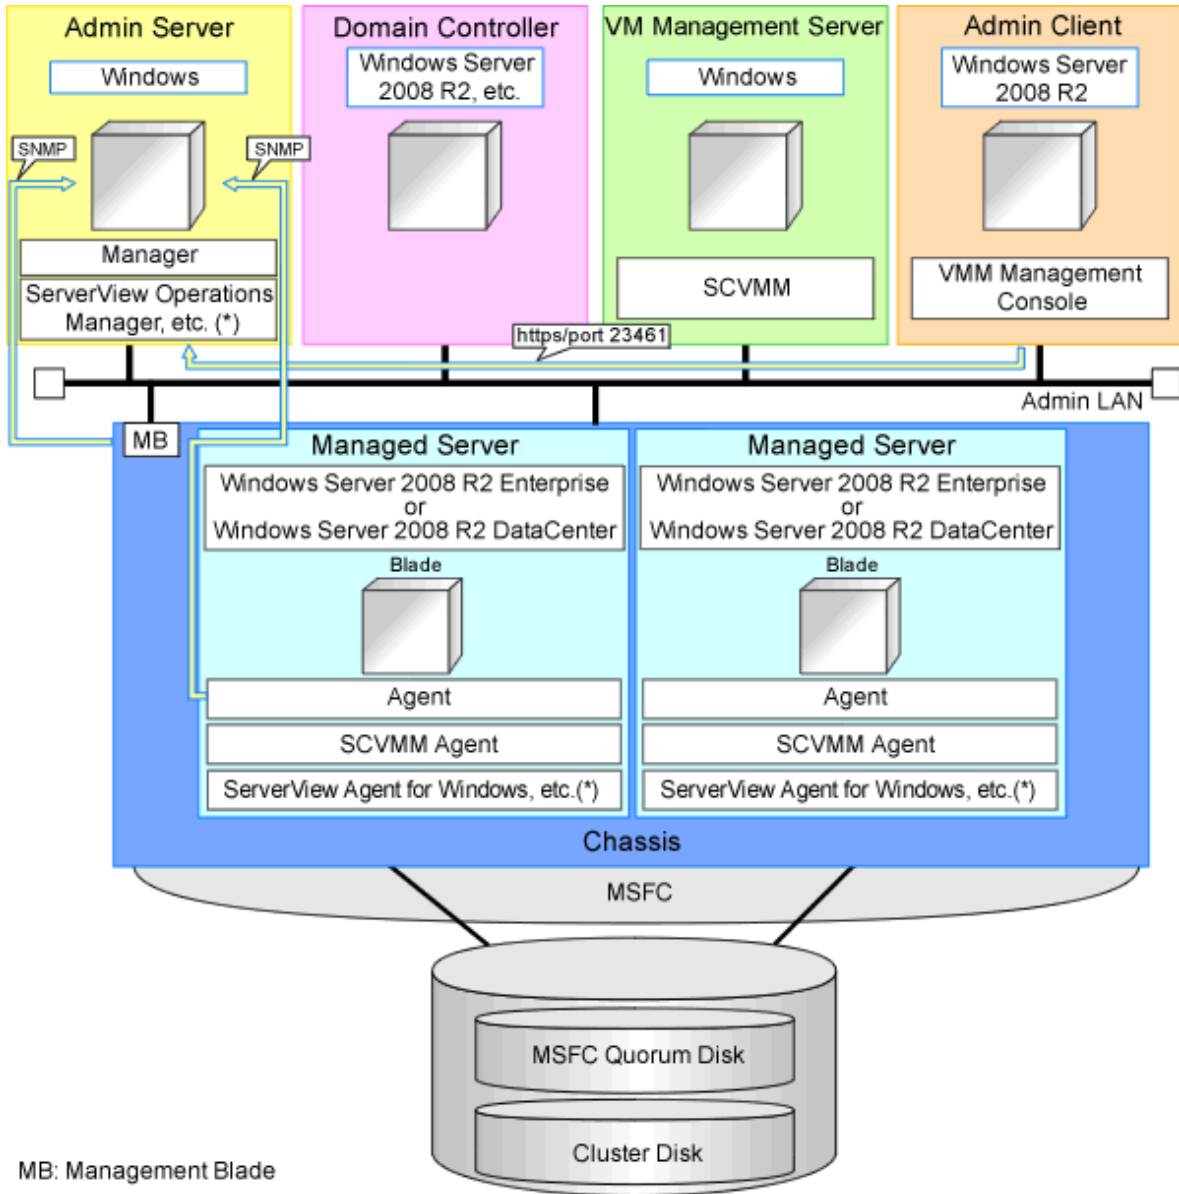 Admin Server
Windows
SNMP
SNMP
Manager
ServerView Operations
Manager, etc. (*)
Domain Controller
Windows Server
2008 R2, etc.
VM Management Server
Windows
SCVMM
Admin Client
Windows Server
2008 R2
VMM Management
Console
https/port 23461
Admin LAN
MB
Managed Server
Windows Server 2008 R2 Enterprise
or
Windows Server 2008 R2 DataCenter
Blade
Agent
SCVMM Agent
ServerView Agent for Windows, etc.(*)
Managed Server
Windows Server 2008 R2 Enterprise
or
Windows Server 2008 R2 DataCenter
Blade
Agent
SCVMM Agent
ServerView Agent for Windows, etc.(*)
Chassis
MSFC
MSFC Quorum Disk
Cluster Disk
MB: Management Blade